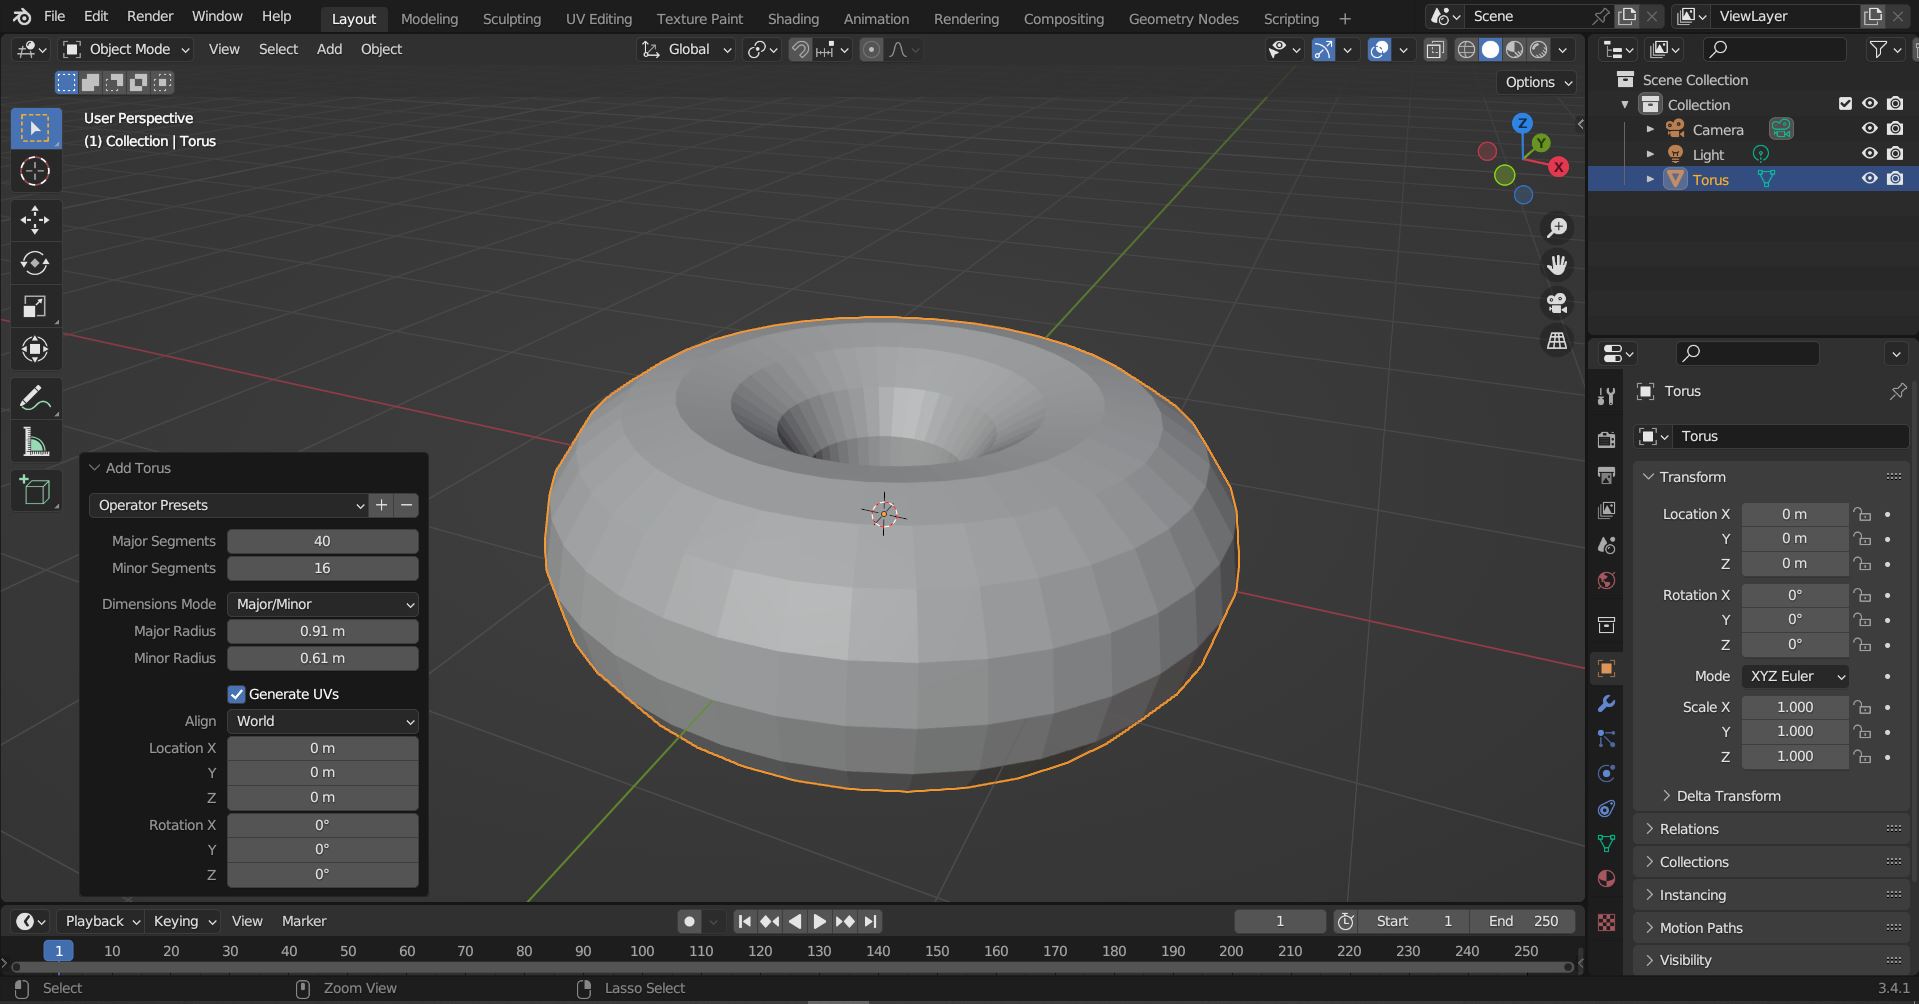 File Edit Render Window Help Layout Modeling Sculpting UV Editing Texture Paint Shading Animation Rendering Compositing Geometry Nodes Scripting + Scene ViewLayer
Object Mode View Select Add Object Global
Options
User Perspective
(1) Collection | Torus
Z
Y
X
Add Torus
Operator Presets
Major Segments 40
Minor Segments 16
Dimensions Mode Major/Minor
Major Radius 0.91 m
Minor Radius 0.61 m
Generate UVs
Align World
Location X 0 m
Y 0 m
Z 0 m
Rotation X 0°
Y 0°
Z 0°
Scene Collection
Collection
Camera
Light
Torus
Torus
Torus
Transform
Location X 0 m
Y 0 m
Z 0 m
Rotation X 0°
Y 0°
Z 0°
Mode XYZ Euler
Scale X 1.000
Y 1.000
Z 1.000
Delta Transform
Relations
Collections
Instancing
Motion Paths
Visibility
Playback Keying View Marker 1 Start 1 End 250
1 10 20 30 40 50 60 70 80 90 100 110 120 130 140 150 160 170 180 190 200 210 220 230 240 250
Select Zoom View Lasso Select 3.4.1